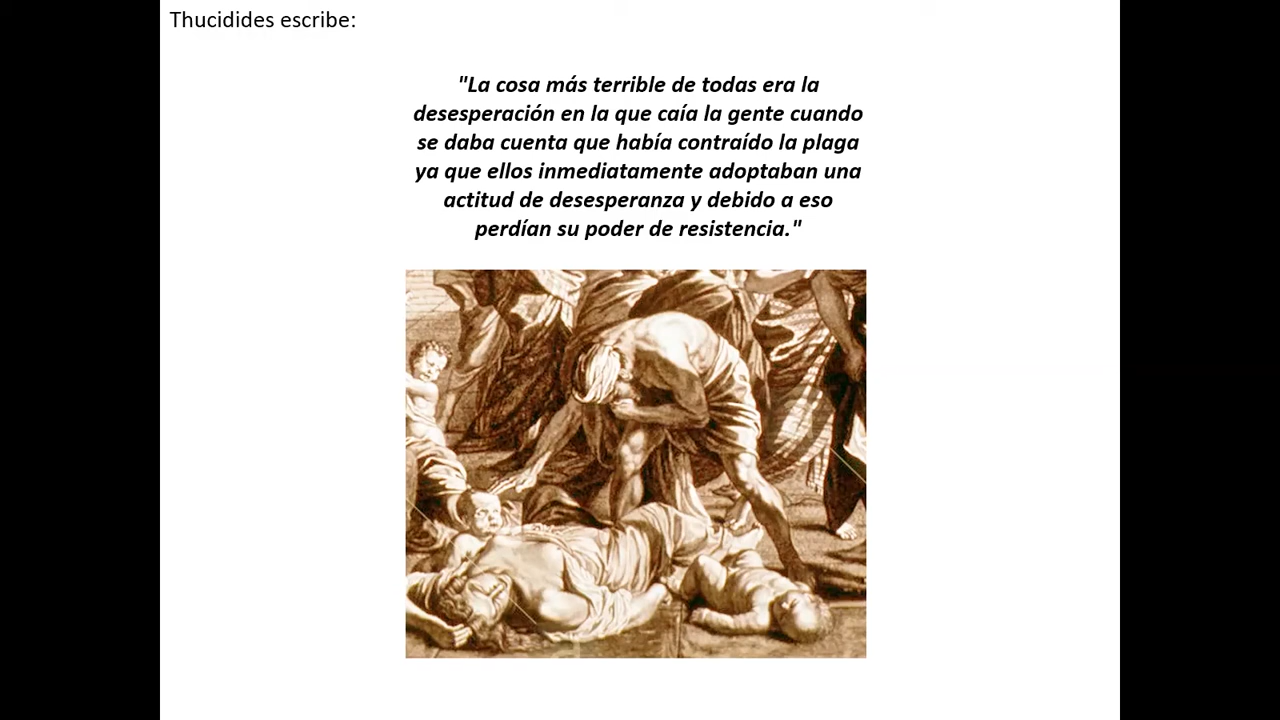 Thucidides escribe:
"La cosa más terrible de todas era la
desesperación en la que caía la gente cuando
se daba cuenta que había contraído la plaga
ya que ellos inmediatamente adoptaban una
actitud de desesperanza y debido a eso
perdían su poder de resistencia."